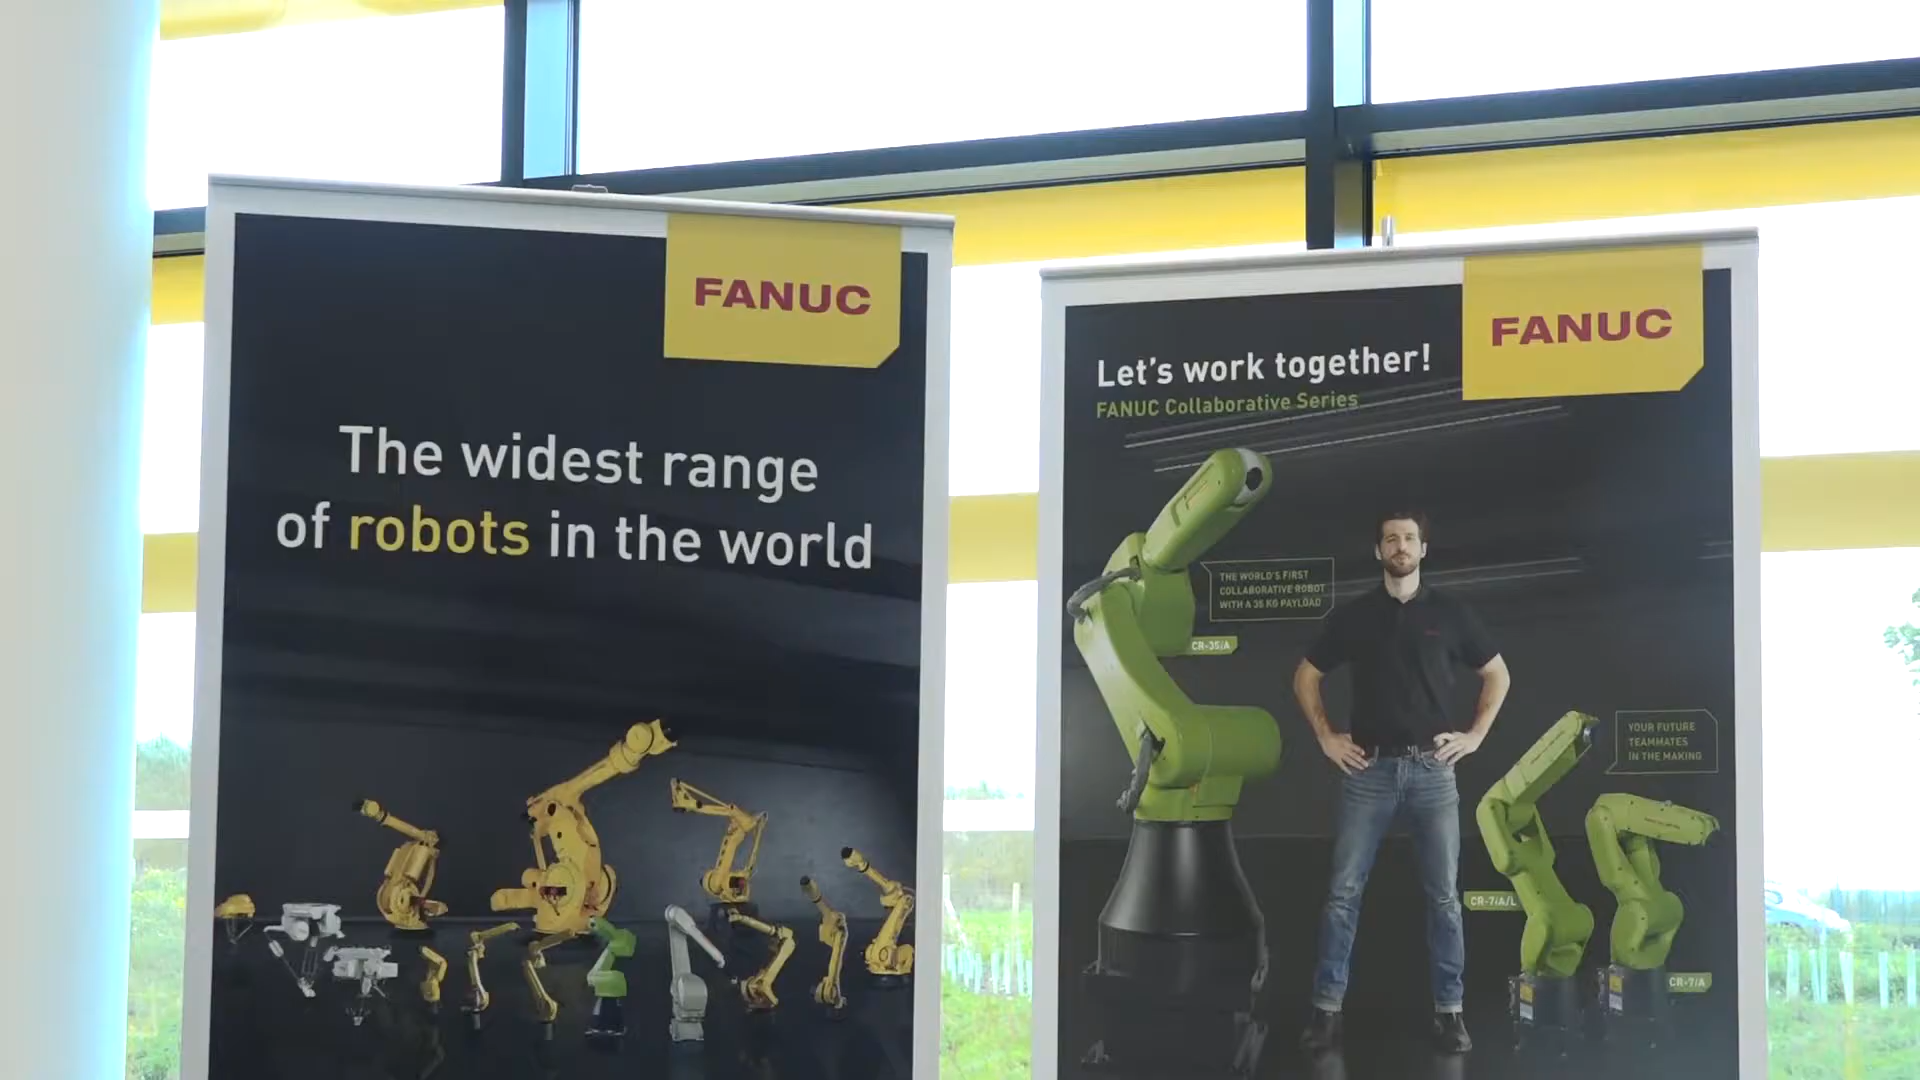 FANUC
The widest range
of robots in the world
FANUC
Let's work together!
FANUC Collaborative Series
THE WORLD'S FIRST
COLLABORATIVE ROBOT
WITH A 35 KG PAYLOAD
CR-35iA
YOUR FUTURE
TEAMMATES
IN THE MAKING
CR-7iA/L
CR-7iA